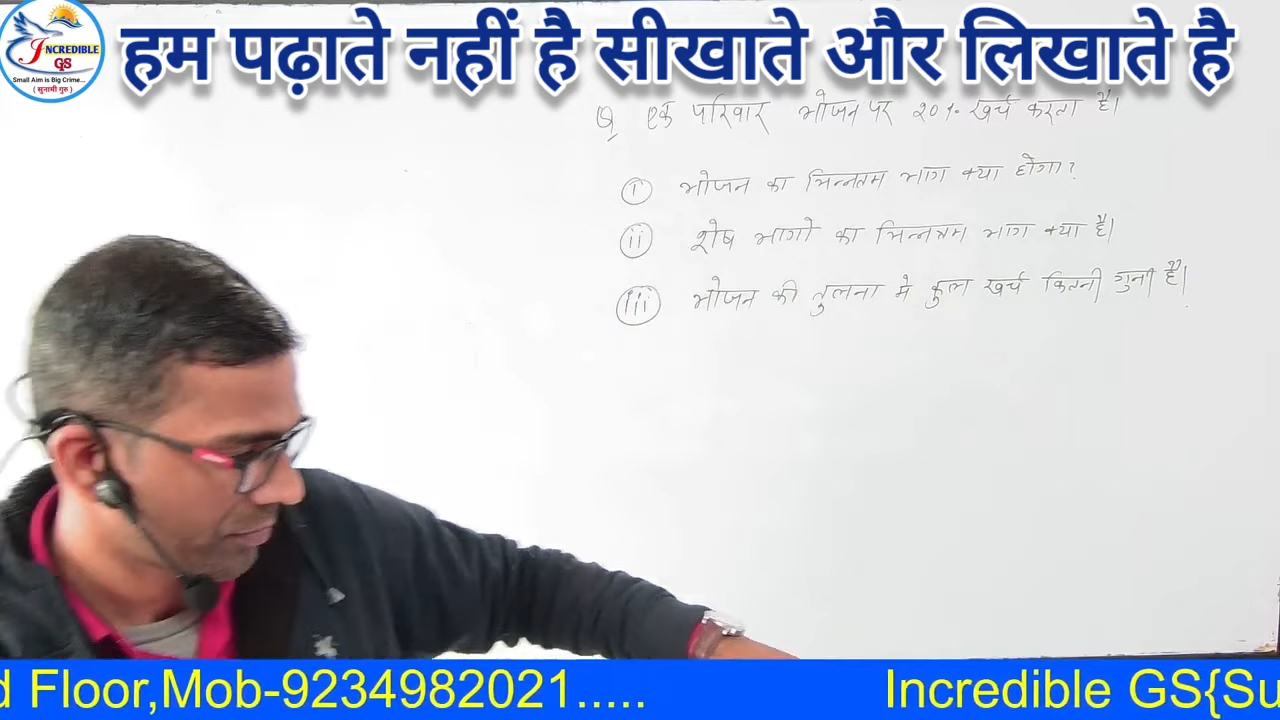 INCREDIBLE
GS
Small Aim is Big Crime...
( सुनामी गुरु )
हम पढ़ाते नहीं है सीखाते और लिखाते है
Q एक परिवार भोजन पर 20%. खर्च करता है।
(i) भोजन का भिन्नतम भाग क्या होगा?
(ii) शेष भागो का भिन्नतम भाग क्या है।
(iii) भोजन की तुलना मे कुल खर्च कितनी गुनी है।
d Floor,Mob-9234982021..... Incredible GS{Su